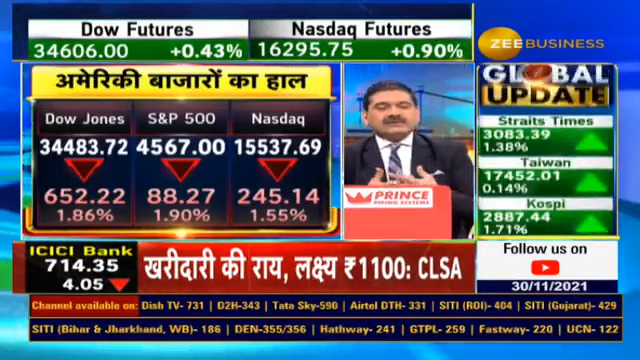 Dow Futures
34606.00 +0.43%
Nasdaq Futures
16295.75 +0.90%
ZEE BUSINESS
अमेरिकी बाजारों का हाल
Dow Jones
34483.72
652.22
1.86%
S&P 500
4567.00
88.27
1.90%
Nasdaq
15537.69
245.14
1.55%
PRINCE
PIPING SYSTEMS
GLOBAL
UPDATE
Straits Times
3083.39
1.38%
Taiwan
17452.01
0.14%
Kospi
2887.44
1.71%
ICICI Bank
714.35
4.05
खरीदारी की राय, लक्ष्य ₹1100: CLSA
Follow us on
30/11/2021
Channel available on: Dish TV- 731 | D2H-343 | Tata Sky-590 | Airtel DTH- 331 | SITI (ROI)- 404 | SITI (Gujarat)- 429
SITI (Bihar & Jharkhand, WB)- 186 | DEN-355/356 | Hathway- 241 | GTPL- 259 | Fastway- 220 | UCN- 122